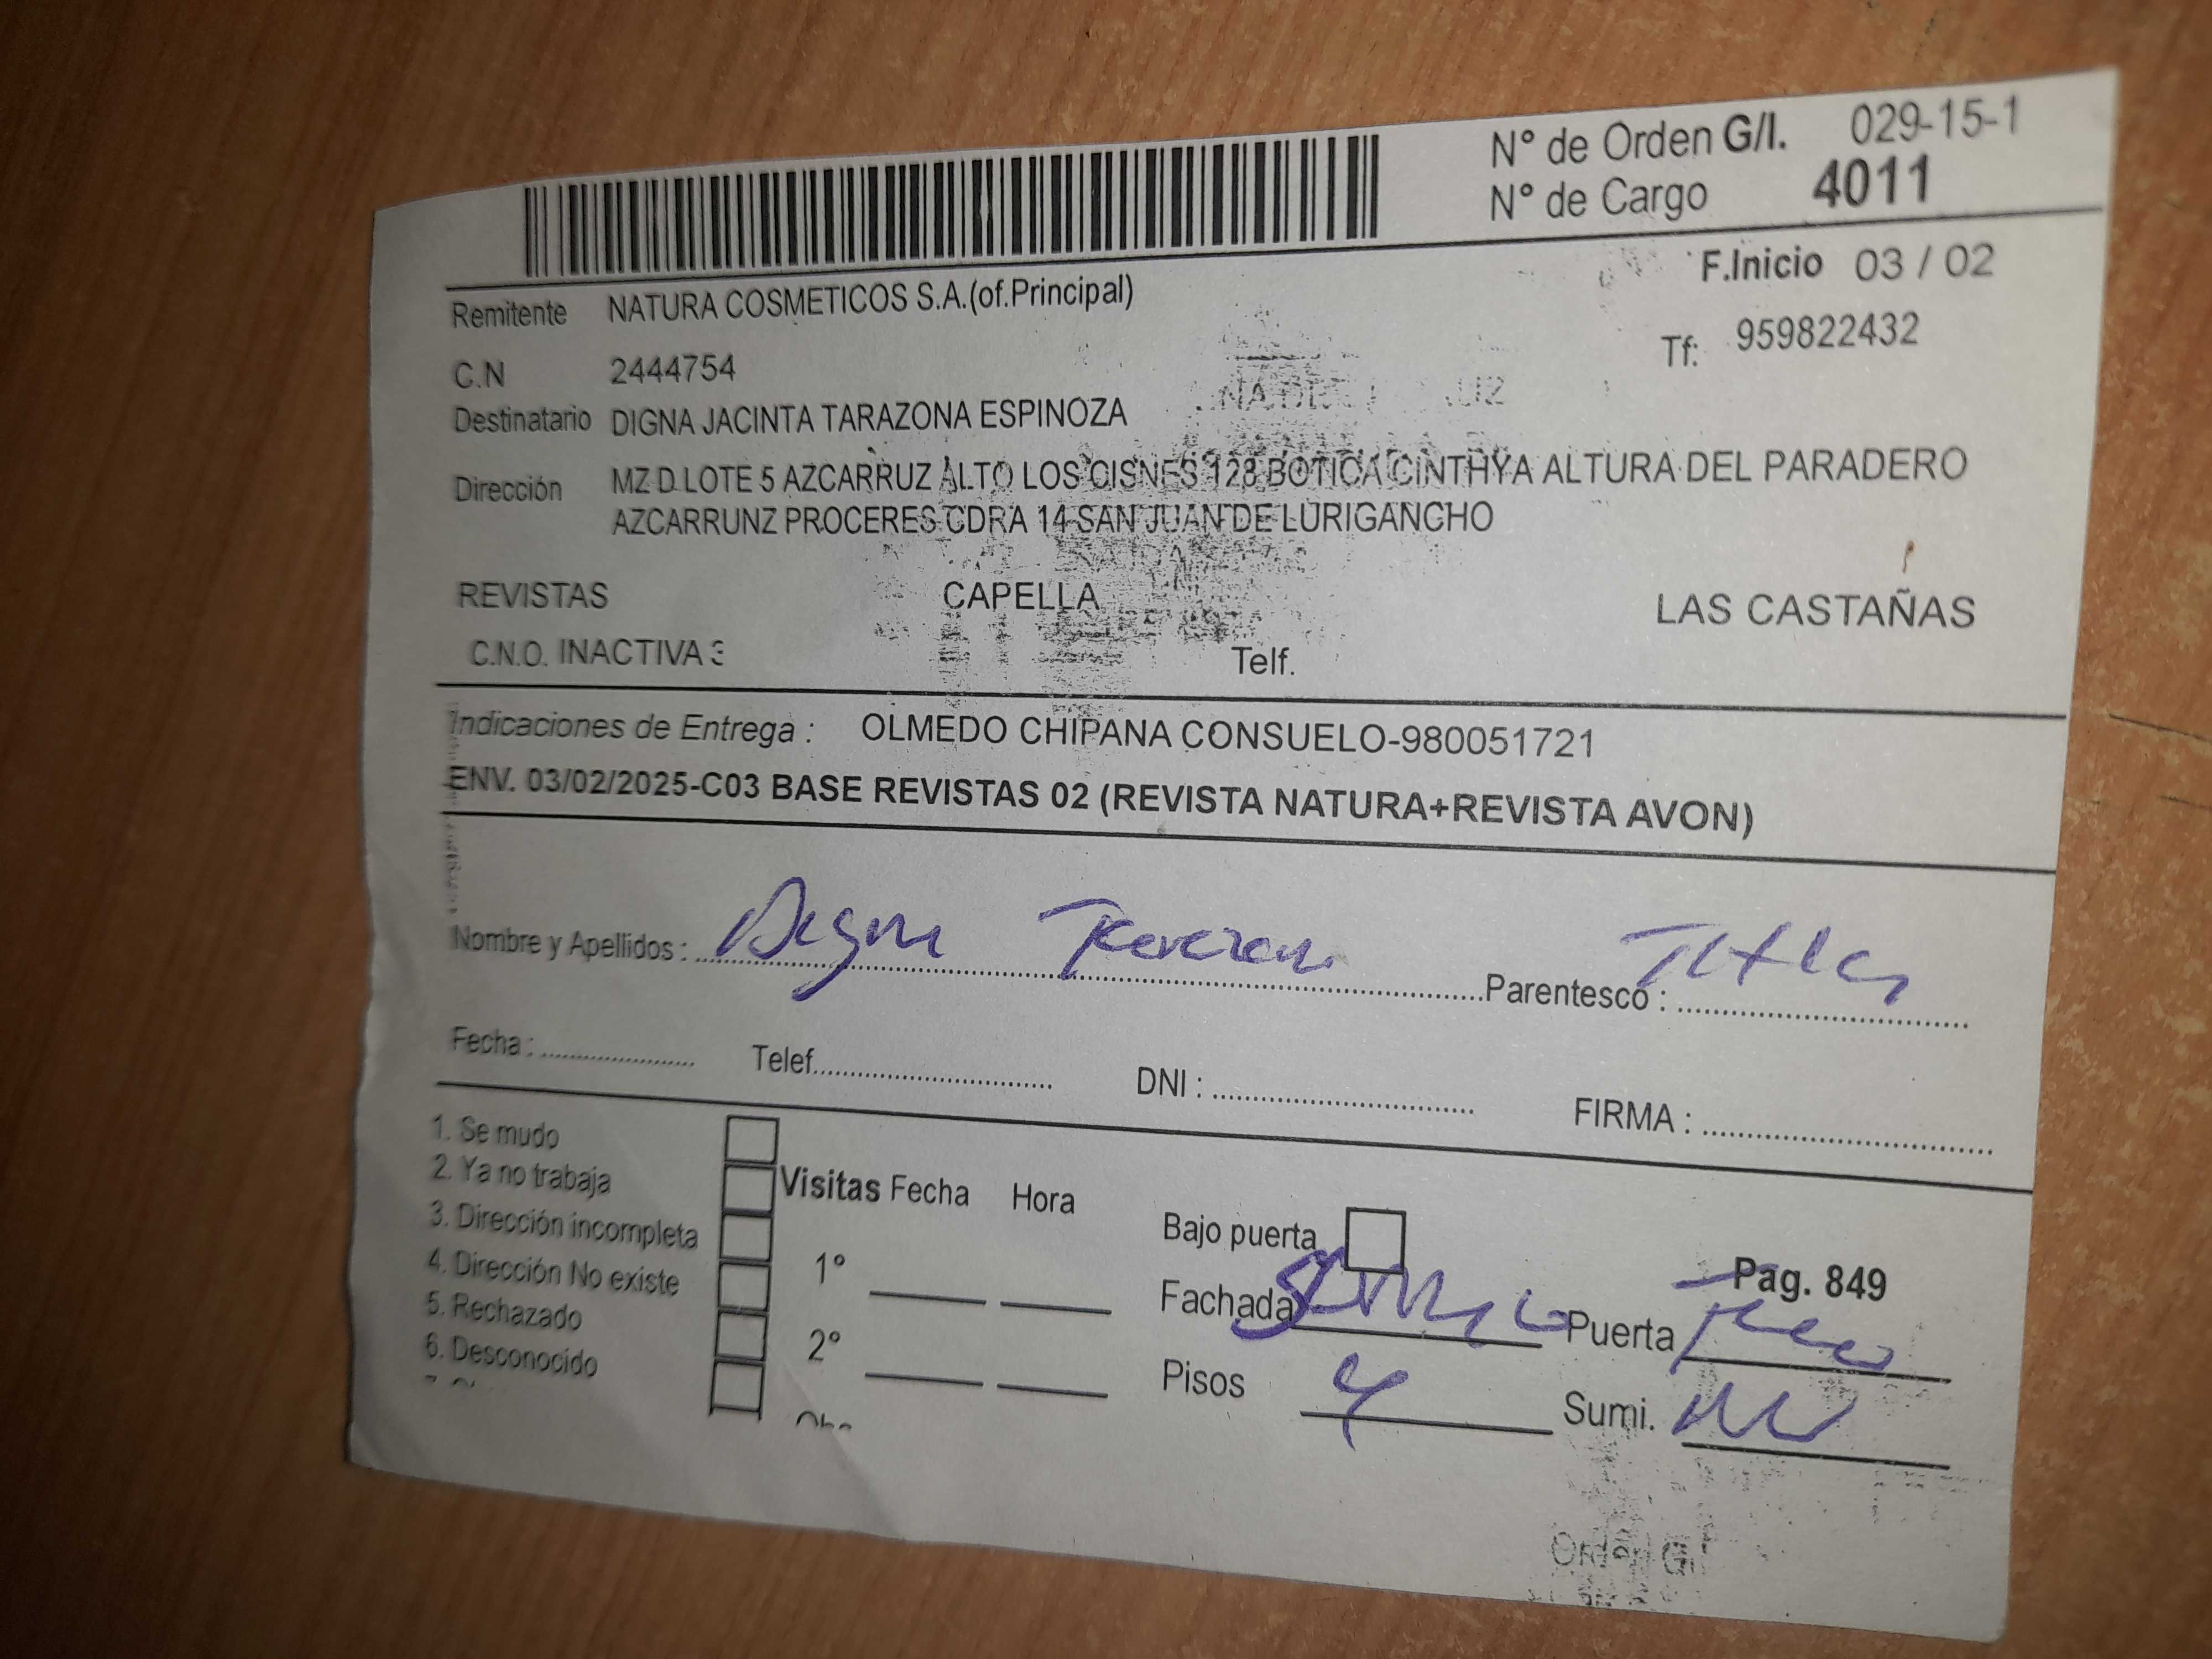 N° de Orden G/I. 029-15-1
N° de Cargo 4011
F.Inicio 03 / 02
Remitente NATURA COSMETICOS S.A.(of.Principal)
Tf: 959822432
C.N 2444754
Destinatario DIGNA JACINTA TARAZONA ESPINOZA
Dirección MZ D LOTE 5 AZCARRUZ ALTO LOS CISNES 128 BOTICA CINTHYA ALTURA DEL PARADERO
AZCARRUNZ PROCERES CDRA 14 SAN JUAN DE LURIGANCHO
REVISTAS CAPELLA LAS CASTAÑAS
C.N.O. INACTIVA 3 Telf.
Indicaciones de Entrega : OLMEDO CHIPANA CONSUELO-980051721
ENV. 03/02/2025-C03 BASE REVISTAS 02 (REVISTA NATURA+REVISTA AVON)
Nombre y Apellidos : Digna Parentesco :
Fecha : Telef. DNI : FIRMA :
1. Se mudo
2. Ya no trabaja
3. Dirección incompleta
4. Dirección No existe
5. Rechazado
6. Desconocido
Visitas Fecha Hora
1°
2°
Bajo puerta
Pag. 849
Fachada Puerta
Pisos 4 Sumi.